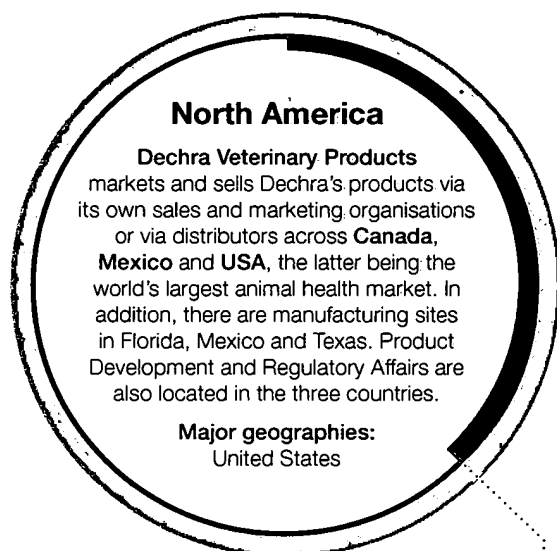 North America
Dechra Veterinary Products
markets and sells Dechra's products via
its own sales and marketing organisations
or via distributors across Canada,
Mexico and USA, the latter being the
world's largest animal health market. In
addition, there are manufacturing sites
in Florida, Mexico and Texas. Product
Development and Regulatory Affairs are
also located in the three countries.
Major geographies:
United States